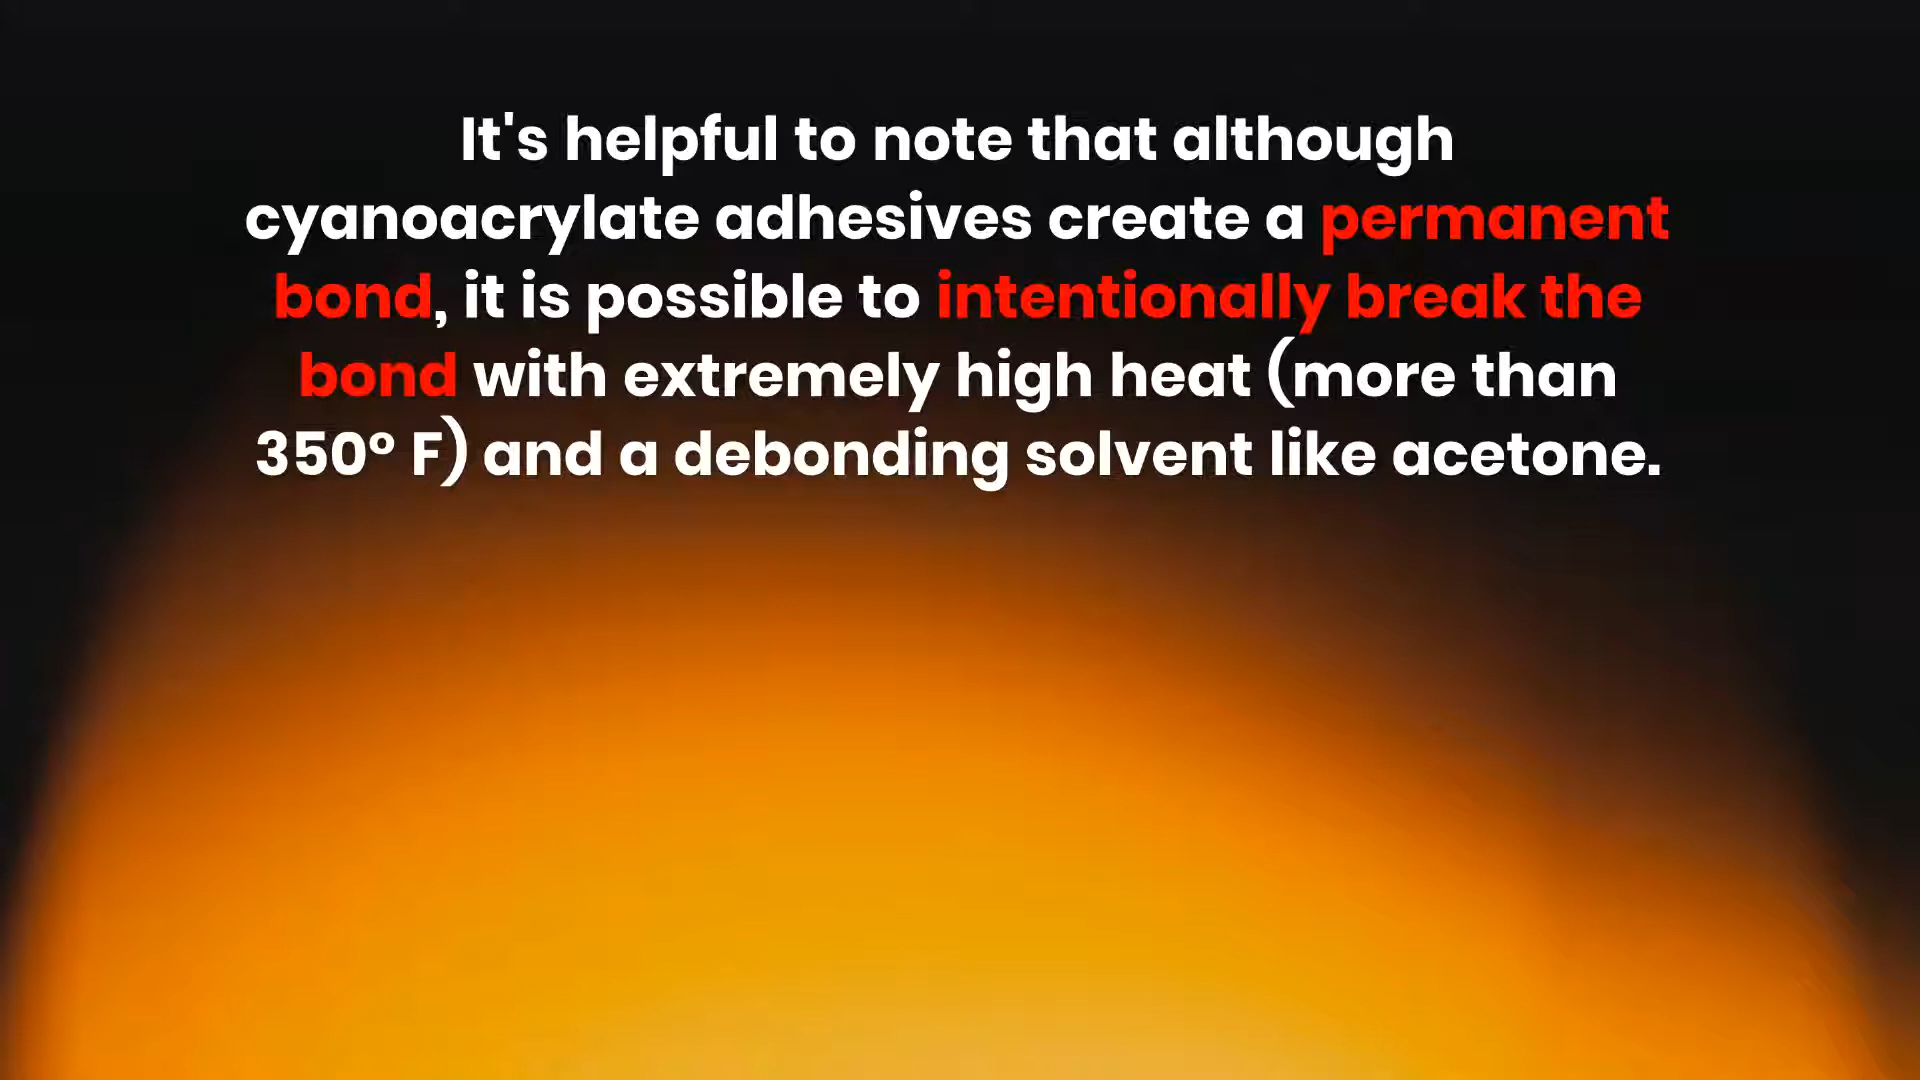 It's helpful to note that although
cyanoacrylate adhesives create a permanent
bond, it is possible to intentionally break the
bond with extremely high heat (more than
350° F) and a debonding solvent like acetone.